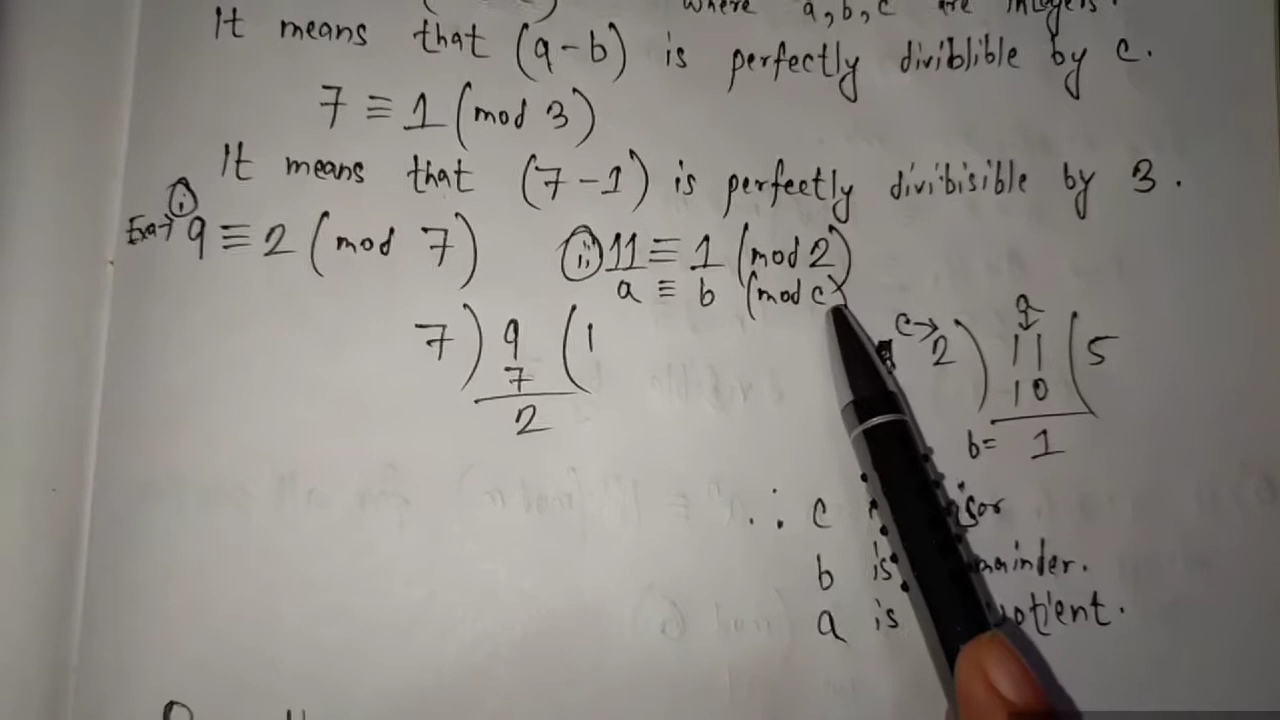 where a, b, c are integers.
It means that (a-b) is perfectly diviblible by c.
7 ≡ 1 (mod 3)
It means that (7-1) is perfectly divibisible by 3.
Exa→ (i) 9 ≡ 2 (mod 7) (ii) 11 ≡ 1 (mod 2)
a ≡ b (mod c)
7 ) 9 ( 1
7
2
a
c→ 2 ) 11 ( 5
10
b= 1
∴ c
b is
a is